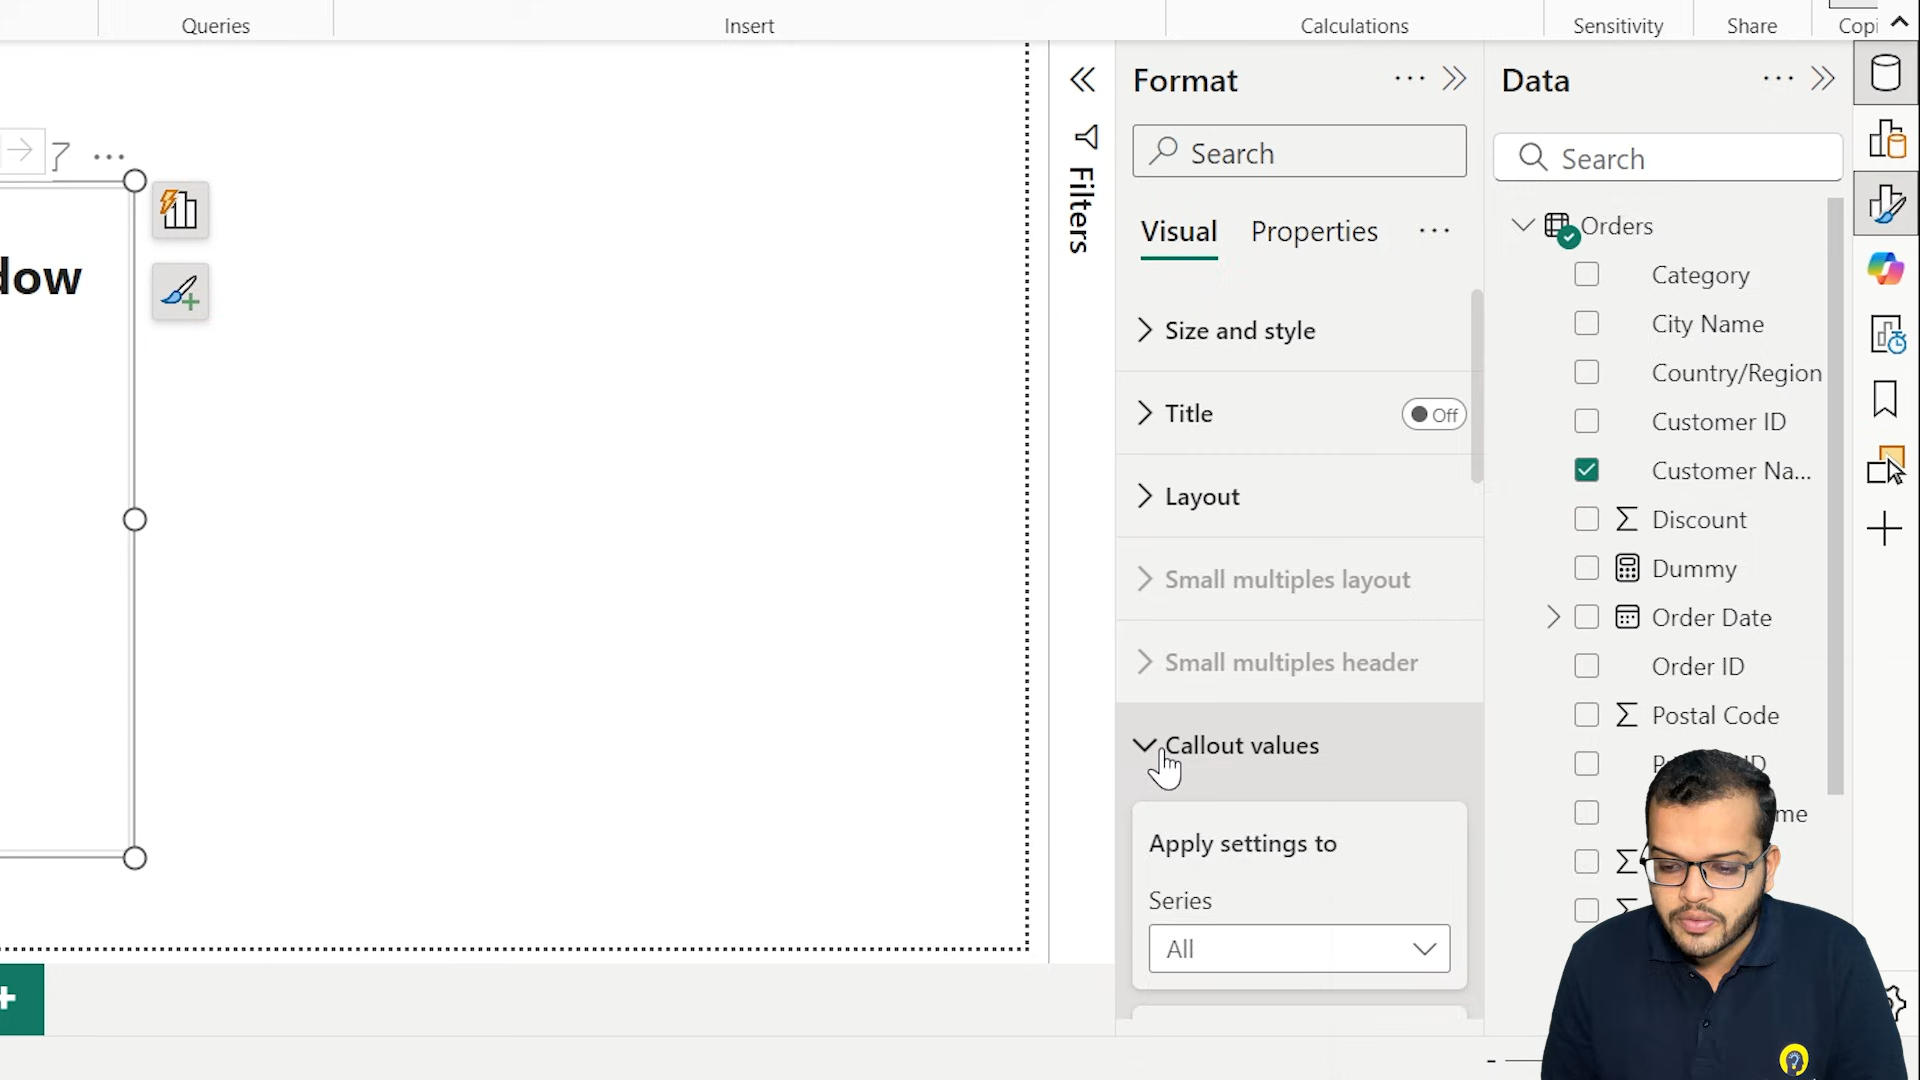 Queries
Insert
Calculations
Sensitivity
Share
Copi
dow
Filters
Format
Search
Visual
Properties
Size and style
Title
Off
Layout
Small multiples layout
Small multiples header
Callout values
Apply settings to
Series
All
Data
Search
Orders
Category
City Name
Country/Region
Customer ID
Customer Na...
Discount
Dummy
Order Date
Order ID
Postal Code